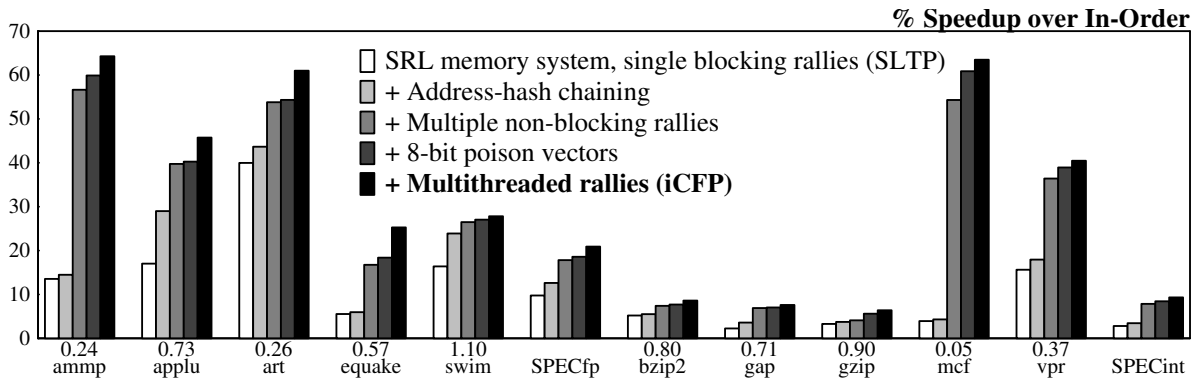 % Speedup over In-Order
70
60
50
40
30
20
10
0
SRL memory system, single blocking rallies (SLTP)
+ Address-hash chaining
+ Multiple non-blocking rallies
+ 8-bit poison vectors
+ Multithreaded rallies (iCFP)
0.24 0.73 0.26 0.57 1.10 0.80 0.71 0.90 0.05 0.37
ammp applu art equake swim SPECfp bzip2 gap gzip mcf vpr SPECint